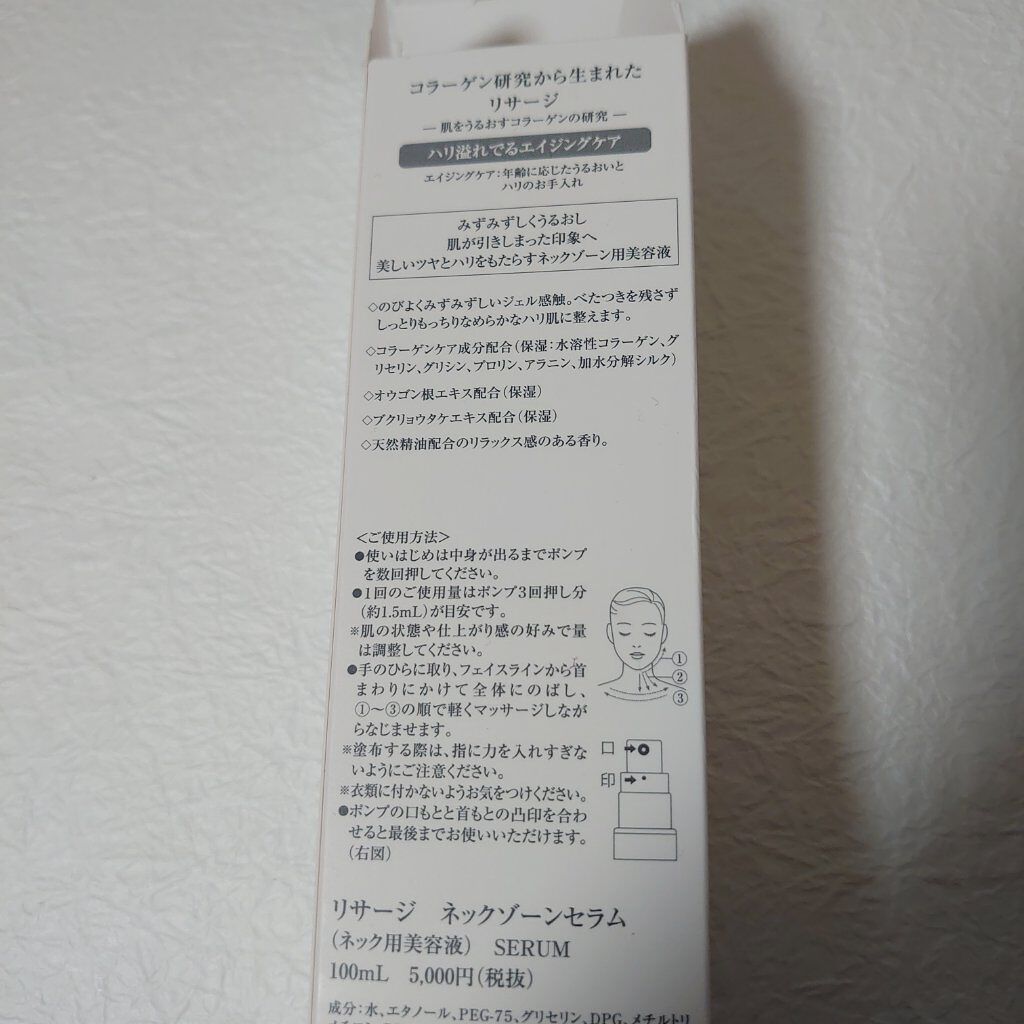 コラーゲン研究から生まれた
リサージ
― 肌をうるおすコラーゲンの研究 ―
ハリ溢れでるエイジングケア
エイジングケア：年齢に応じたうるおいと
ハリのお手入れ
みずみずしくうるおし
肌が引きしまった印象へ
美しいツヤとハリをもたらすネックゾーン用美容液
◇のびよくみずみずしいジェル感触。べたつきを残さず
しっとりもっちりなめらかなハリ肌に整えます。
◇コラーゲンケア成分配合（保湿：水溶性コラーゲン、グ
リセリン、グリシン、プロリン、アラニン、加水分解シルク）
◇オウゴン根エキス配合（保湿）
◇ブクリョウタケエキス配合（保湿）
◇天然精油配合のリラックス感のある香り。
＜ご使用方法＞
●使いはじめは中身が出るまでポンプ
を数回押してください。
●1回のご使用量はポンプ3回押し分
（約1.5mL）が目安です。
※肌の状態や仕上がり感の好みで量
は調整してください。
●手のひらに取り、フェイスラインから首
まわりにかけて全体にのばし、
①～③の順で軽くマッサージしなが
らなじませます。
※塗布する際は、指に力を入れすぎな
いようにご注意ください。
※衣類に付かないようお気をつけください。
●ポンプの口もとと首もとの凸印を合わ
せると最後までお使いいただけます。
（右図）
①
②
③
口
印
リサージ　ネックゾーンセラム
（ネック用美容液）　SERUM
100mL　5,000円（税抜）
成分：水、エタノール、PEG-75、グリセリン、DPG、メチルトリ